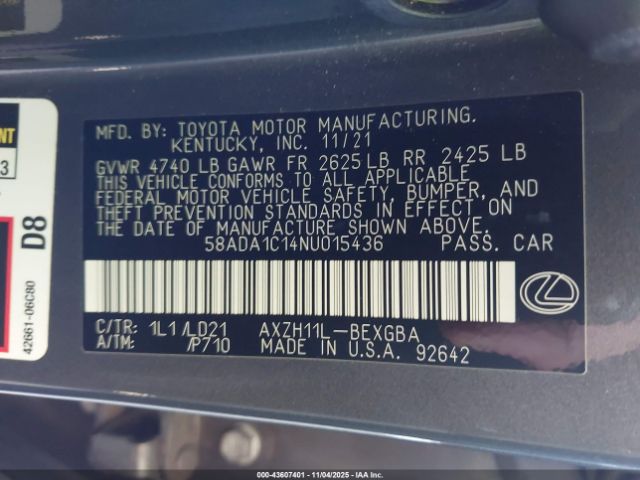 MFD. BY: TOYOTA MOTOR MANUFACTURING,
KENTUCKY, INC. 11/21
GVWR 4740 LB GAWR FR 2625 LB RR 2425 LB
THIS VEHICLE CONFORMS TO ALL APPLICABLE
FEDERAL MOTOR VEHICLE SAFETY, BUMPER, AND
THEFT PREVENTION STANDARDS IN EFFECT ON
THE DATE OF MANUFACTURE SHOWN ABOVE.
58ADA1C14NU015436 PASS. CAR
C/TR: 1L1 /LD21 AXZH11L-BEXGBA
A/TM: /P710 MADE IN U.S.A. 92642
3
D8
42661-06C80
000-43607401 - 11/04/2025 - IAA Inc.